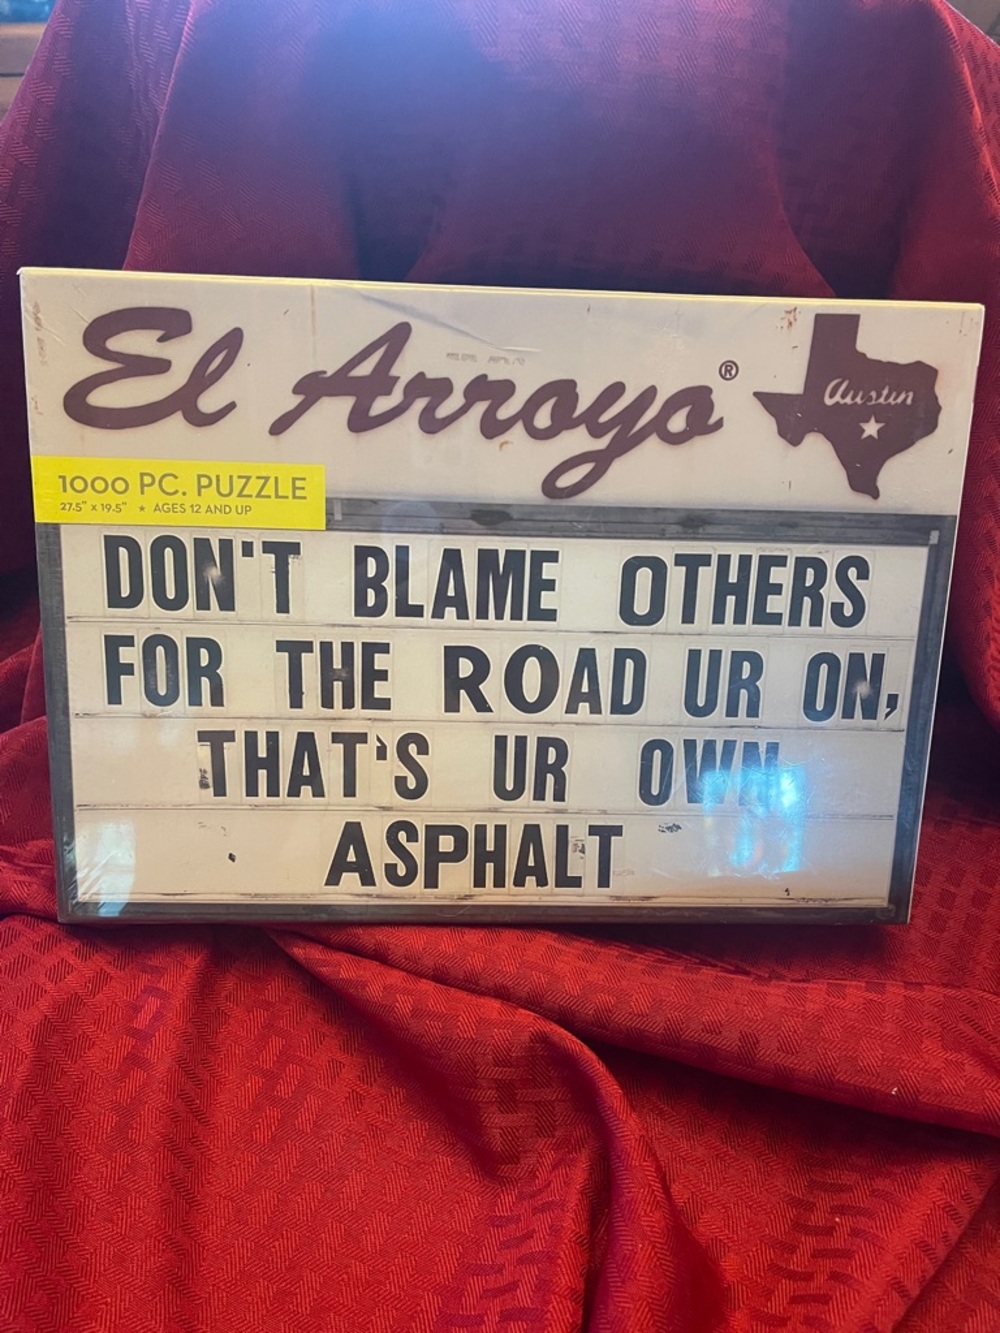 El Arroyo®
Austin
1000 PC. PUZZLE
27.5" x 19.5" ★ AGES 12 AND UP
DON'T BLAME OTHERS
FOR THE ROAD UR ON,
THAT'S UR OWN
ASPHALT